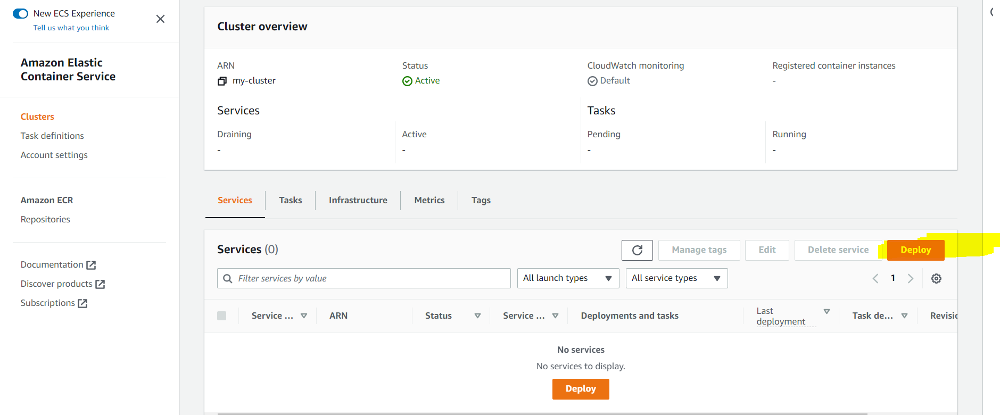 New ECS Experience
Tell us what you think
Amazon Elastic
Container Service
Clusters
Task definitions
Account settings
Amazon ECR
Repositories
Documentation
Discover products
Subscriptions
Cluster overview
ARN
my-cluster
Status
Active
CloudWatch monitoring
Default
Registered container instances
-
Services
Draining
-
Active
-
Tasks
Pending
-
Running
-
Services Tasks Infrastructure Metrics Tags
Services (0)
Manage tags Edit Delete service Deploy
Filter services by value
All launch types
All service types
1
Service ... ARN Status Service ... Deployments and tasks Last
deployment Task de... Revisio
No services
No services to display.
Deploy